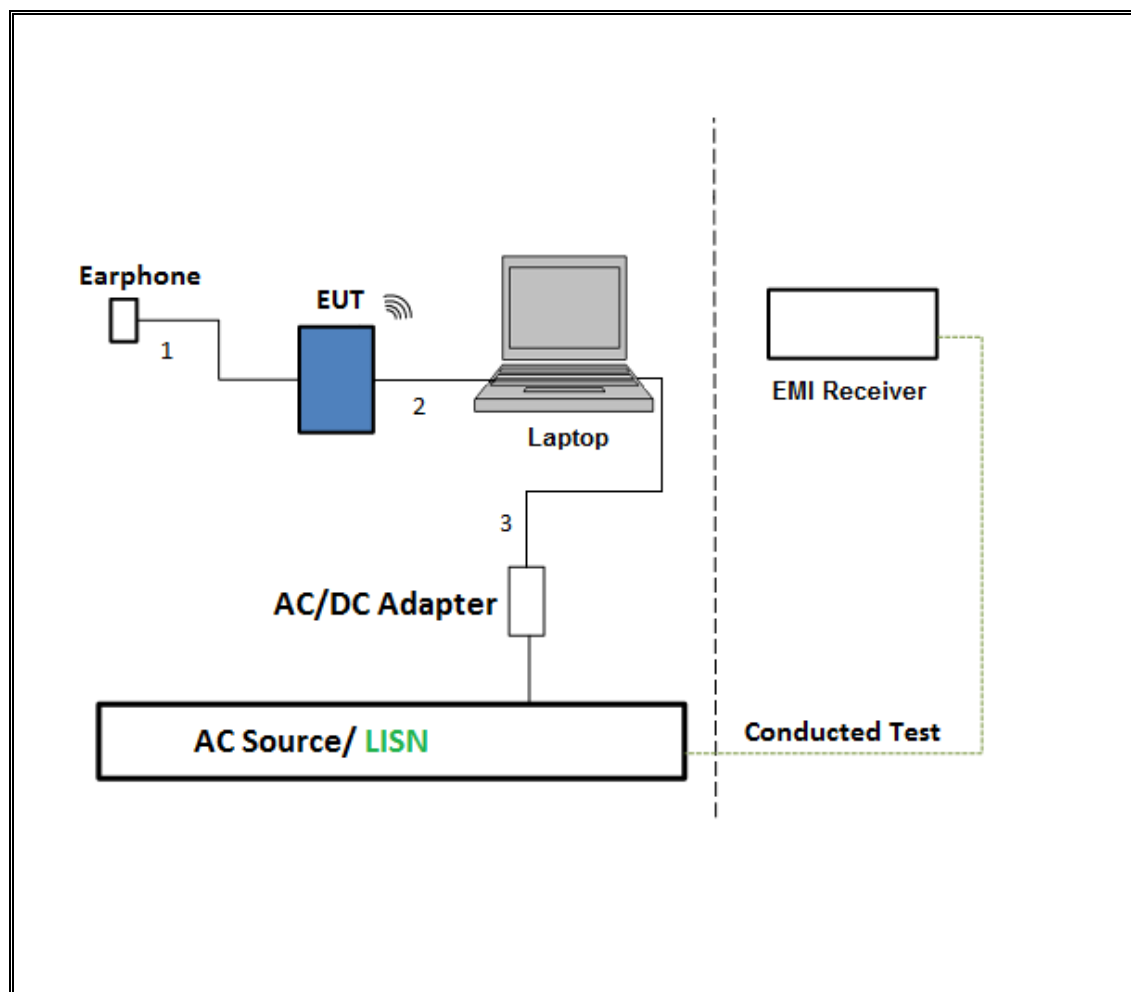 Earphone
EUT
1
2
Laptop
EMI Receiver
3
AC/DC Adapter
AC Source/ LISN
Conducted Test